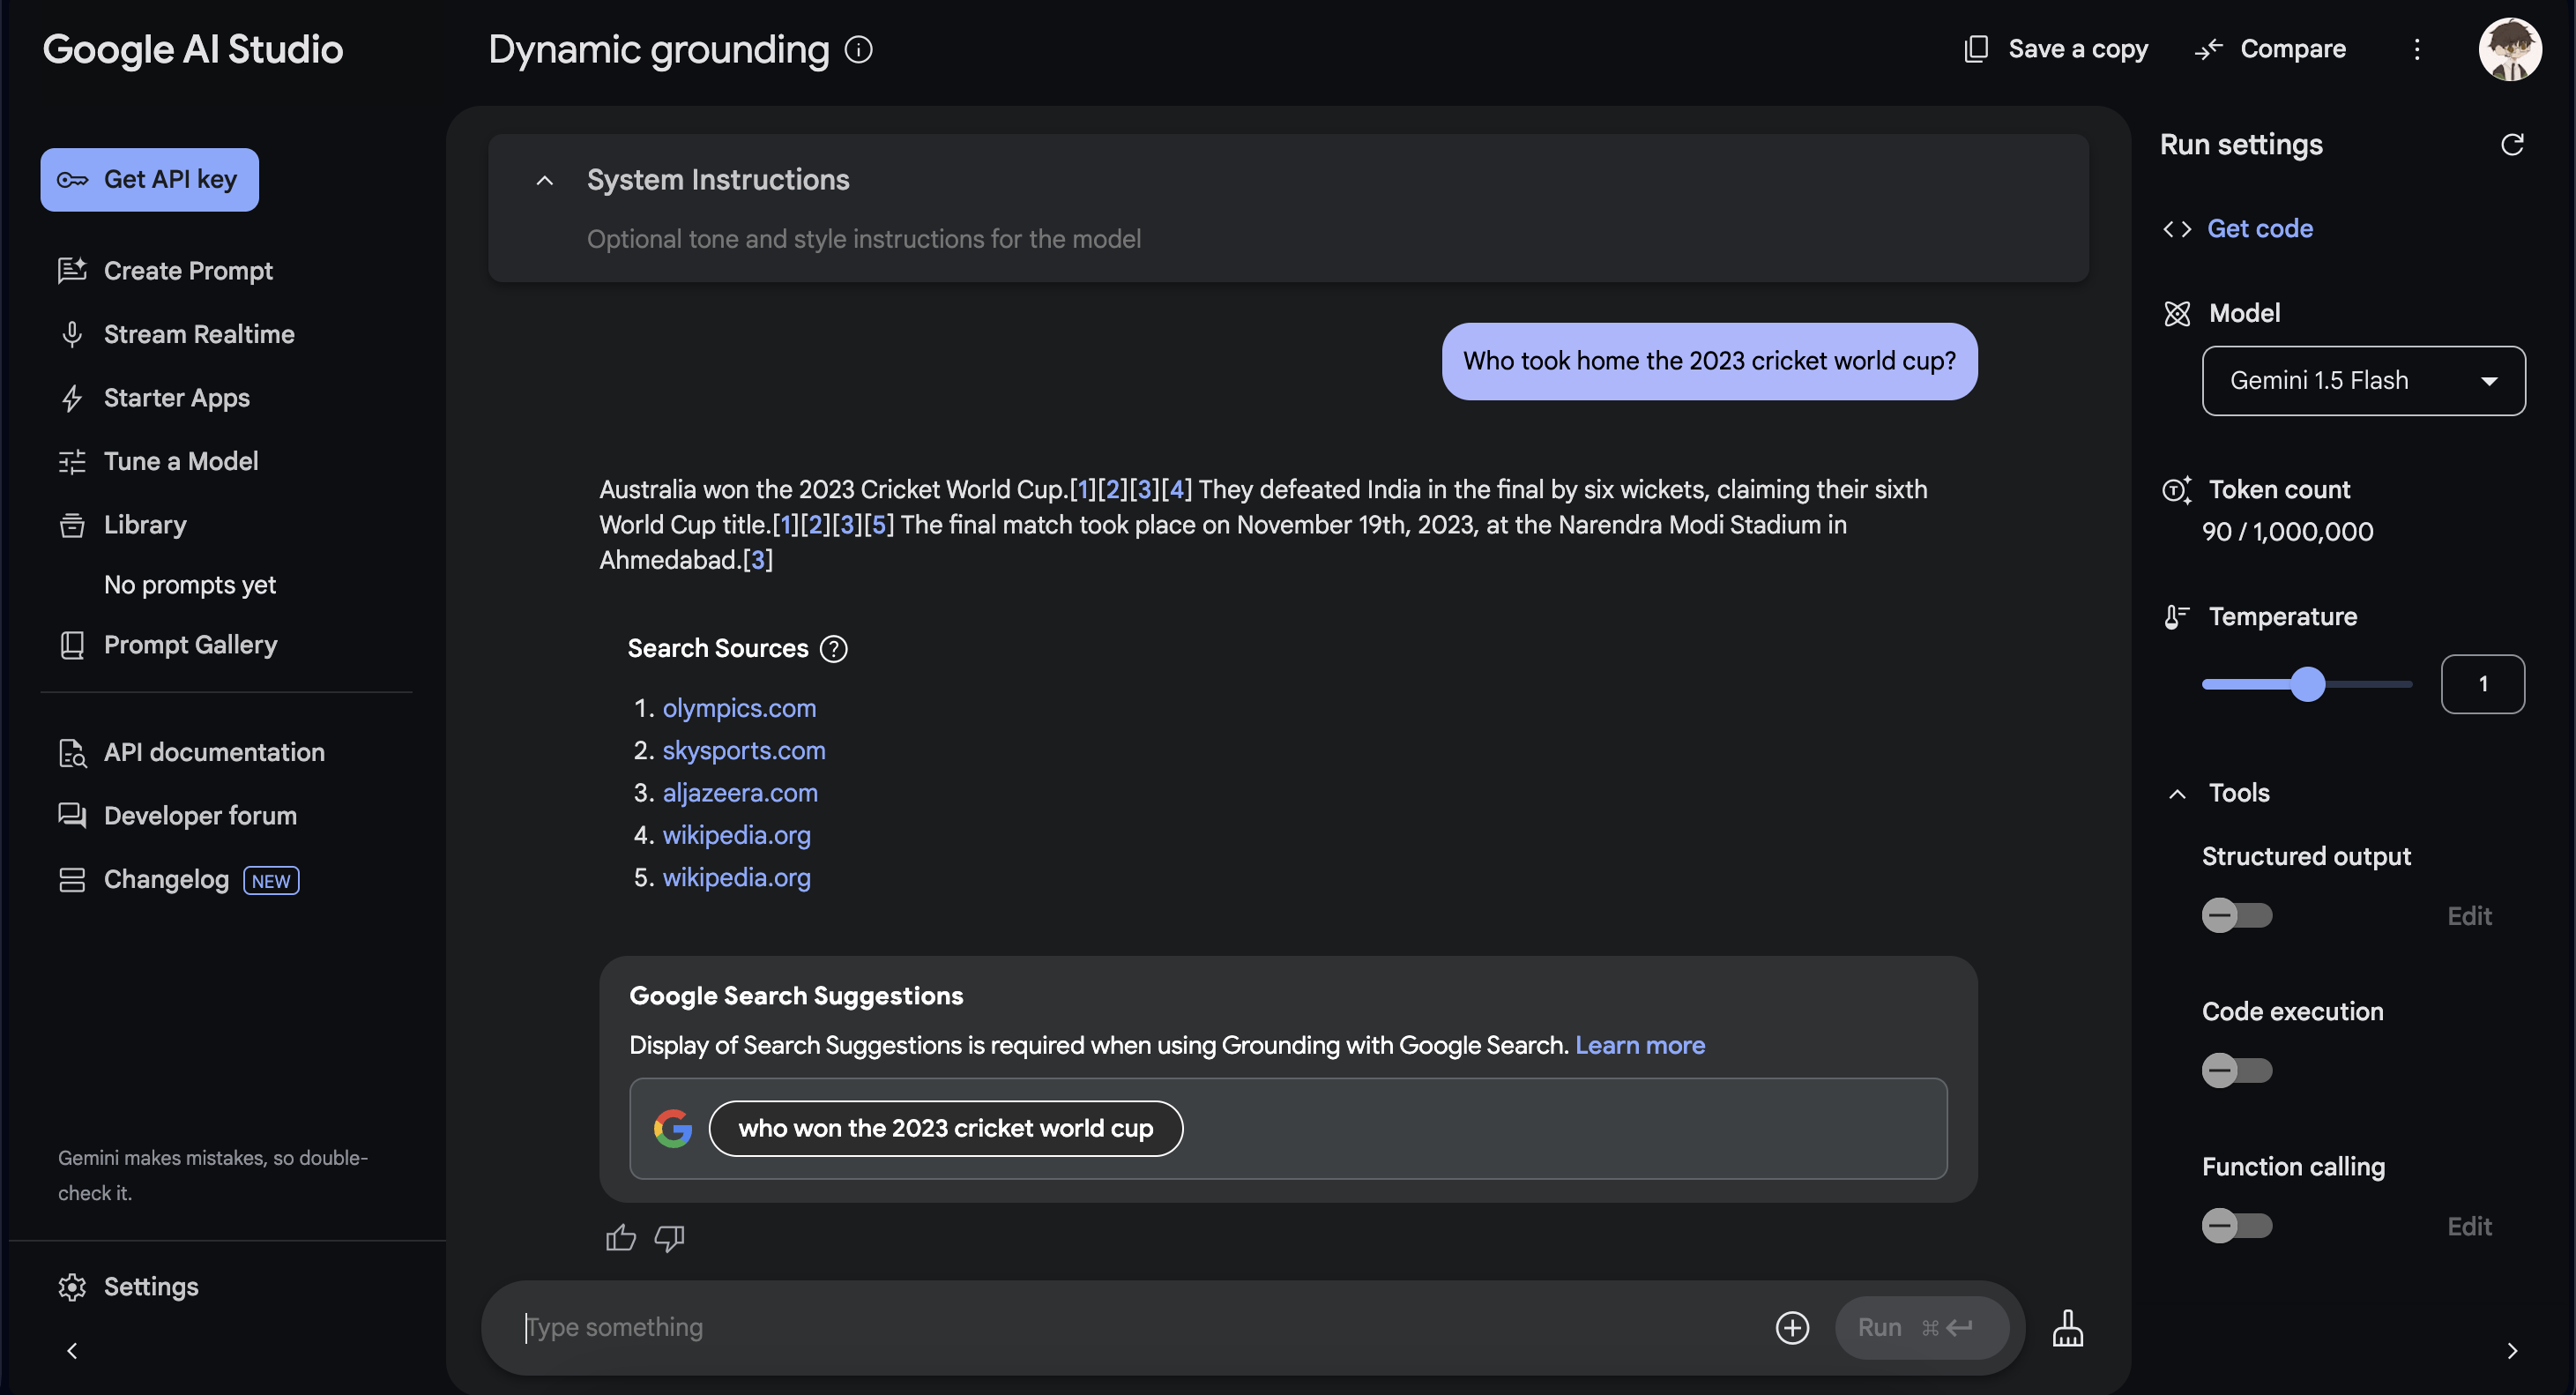 Google AI Studio
Get API key
Create Prompt
Stream Realtime
Starter Apps
Tune a Model
Library
No prompts yet
Prompt Gallery
API documentation
Developer forum
Changelog NEW
Gemini makes mistakes, so double-
check it.
Settings
Dynamic grounding
Save a copy
Compare
System Instructions
Optional tone and style instructions for the model
Who took home the 2023 cricket world cup?
Australia won the 2023 Cricket World Cup.[1][2][3][4] They defeated India in the final by six wickets, claiming their sixth
World Cup title.[1][2][3][5] The final match took place on November 19th, 2023, at the Narendra Modi Stadium in
Ahmedabad.[3]
Search Sources
1. olympics.com
2. skysports.com
3. aljazeera.com
4. wikipedia.org
5. wikipedia.org
Google Search Suggestions
Display of Search Suggestions is required when using Grounding with Google Search. Learn more
who won the 2023 cricket world cup
Type something
Run ⌘
Run settings
Get code
Model
Gemini 1.5 Flash
Token count
90 / 1,000,000
Temperature
1
Tools
Structured output
Edit
Code execution
Function calling
Edit